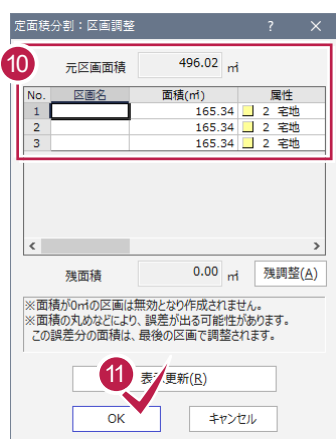 定面積分割：区画調整 ? ×
10
元区画面積 496.02 ㎡
No. 区画名 面積(㎡) 属性
1 165.34 2 宅地
2 165.34 2 宅地
3 165.34 2 宅地
< >
残面積 0.00 ㎡ 残調整(A)
※面積が0㎡の区画は無効となり作成されません。
※面積の丸めなどにより、誤差が出る可能性があります。
この誤差分の面積は、最後の区画で調整されます。
11
表示更新(R)
OK キャンセル